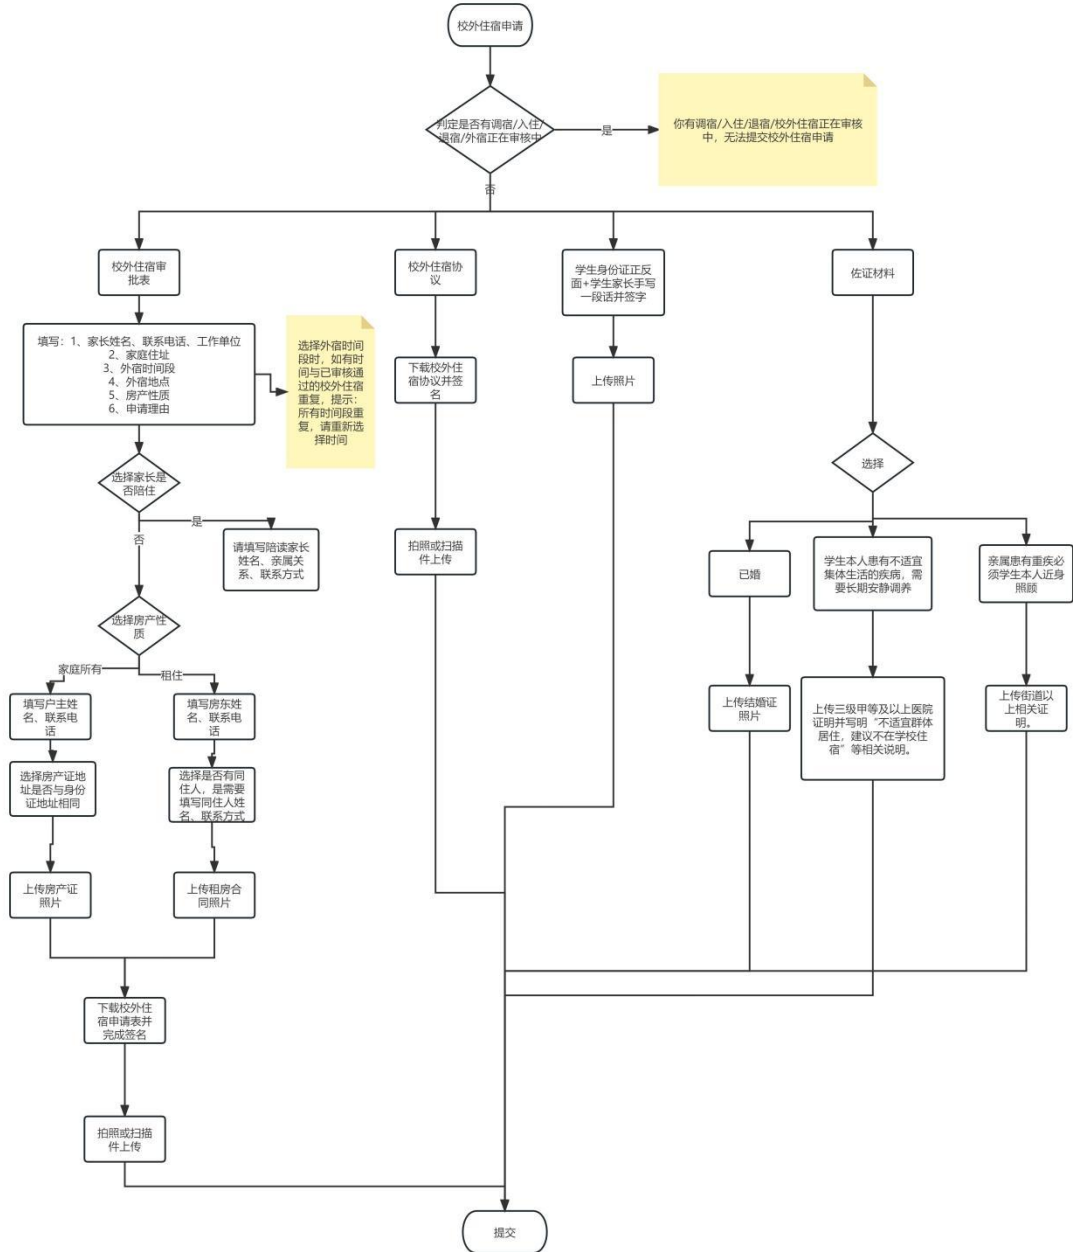 校外住宿申请
判定是否有调宿/入住/
退宿/外宿正在审核中
是
你有调宿/入住/退宿/校外住宿正在审核
中，无法提交校外住宿申请
否
校外住宿审
批表
校外住宿协
议
学生身份证正反
面+学生家长手写
一段话并签字
佐证材料
填写：1、家长姓名、联系电话、工作单位
2、家庭住址
3、外宿时间段
4、外宿地点
5、房产性质
6、申请理由
选择外宿时间
段时，如有时
间与已审核通
过的校外住宿
重复，提示：
所有时间段重
复，请重新选
择时间
下载校外住
宿协议并签
名
上传照片
选择家长是
否陪住
选择
是
否
请填写陪读家长
姓名、亲属关
系、联系方式
拍照或扫描
件上传
已婚
学生本人患有不适宜
集体生活的疾病，需
要长期安静调养
亲属患有重疾必
须学生本人近身
照顾
选择房产性
质
家庭所有
租住
填写户主姓
名、联系电
话
填写房东姓
名、联系电
话
上传结婚证
照片
上传三级甲等及以上医院
证明并写明“不适宜群体
居住，建议不在学校住
宿”等相关说明。
上传街道以
上相关证
明。
选择房产证地
址是否与身份
证地址相同
选择是否有同
住人，是需要
填写同住人姓
名、联系方式
上传房产证
照片
上传租房合
同照片
下载校外住
宿申请表并
完成签名
拍照或扫描
件上传
提交